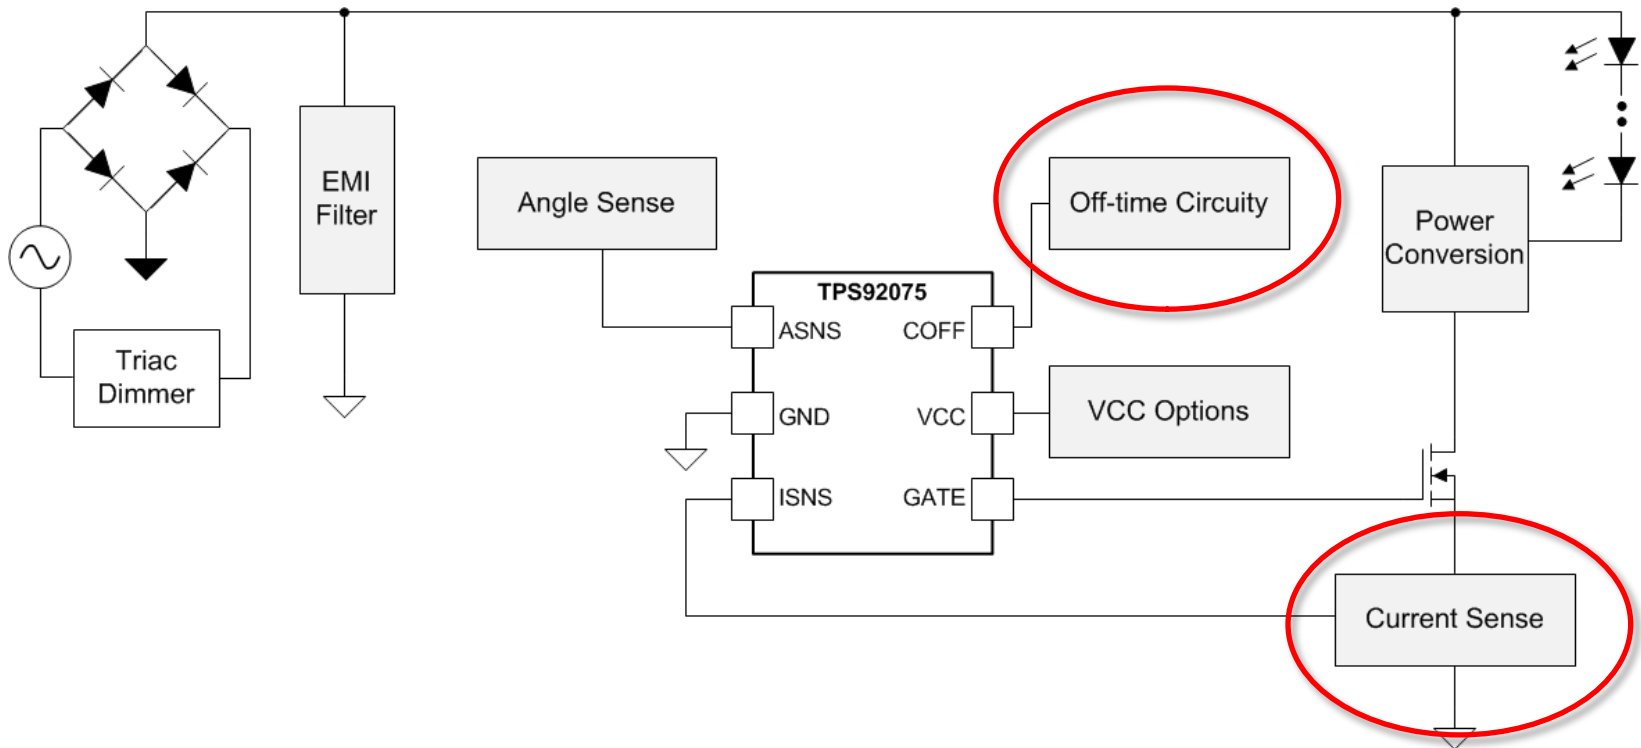 EMI
Filter
Angle Sense
Off-time Circuity
Power
Conversion
TPS92075
ASNS
COFF
Triac
Dimmer
GND
VCC
VCC Options
ISNS
GATE
Current Sense